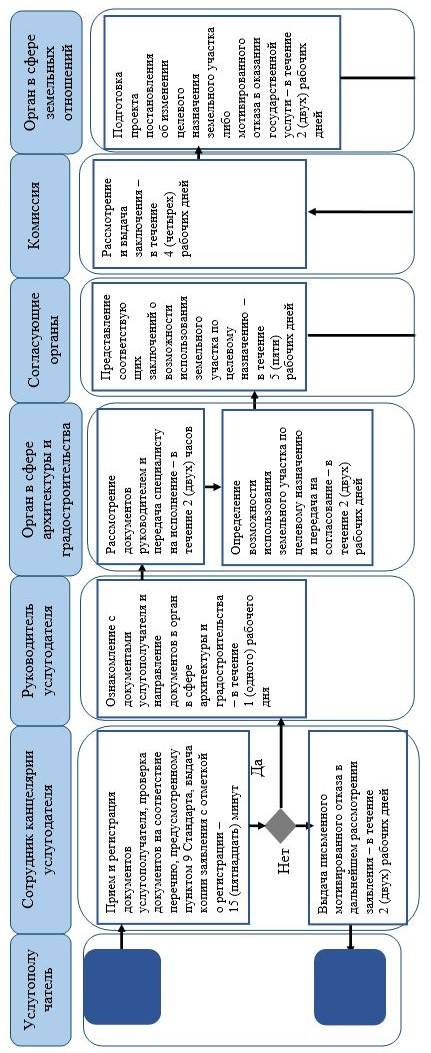 Услугополу
чатель
Сотрудник канцелярии
услугодателя
Руководитель
услугодателя
Орган в сфере
архитектуры и
градостроительства
Согласующие
органы
Комиссия
Орган в сфере
земельных
отношений
Прием и регистрация
документов
услугополучателя, проверка
документов на соответствие
перечню, предусмотренному
пунктом 9 Стандарта, выдача
копии заявления с отметкой
о регистрации –
15 (пятнадцать) минут
Да
Нет
Выдача письменного
мотивированного отказа в
дальнейшем рассмотрении
заявления – в течение
2 (двух) рабочих дней
Ознакомление с
документами
услугополучателя и
направление
документов в орган
в сфере
архитектуры и
градостроительства
– в течение
1 (одного) рабочего
дня
Рассмотрение
документов
руководителем и
передача специалисту
на исполнение – в
течение 2 (двух) часов
Определение
возможности
использования
земельного участка по
целевому назначению
и передача на
согласование – в
течение 2 (двух)
рабочих дней
Представление
соответствую
щих
заключений о
возможности
использования
земельного
участка по
целевому
назначению –
в течение
5 (пяти)
рабочих дней
Рассмотрение
и выдача
заключения –
в течение
4 (четырех)
рабочих дней
Подготовка
проекта
постановления
об изменении
целевого
назначения
земельного участка
либо
мотивированного
отказа в оказании
государственной
услуги – в течение
2 (двух) рабочих
дней